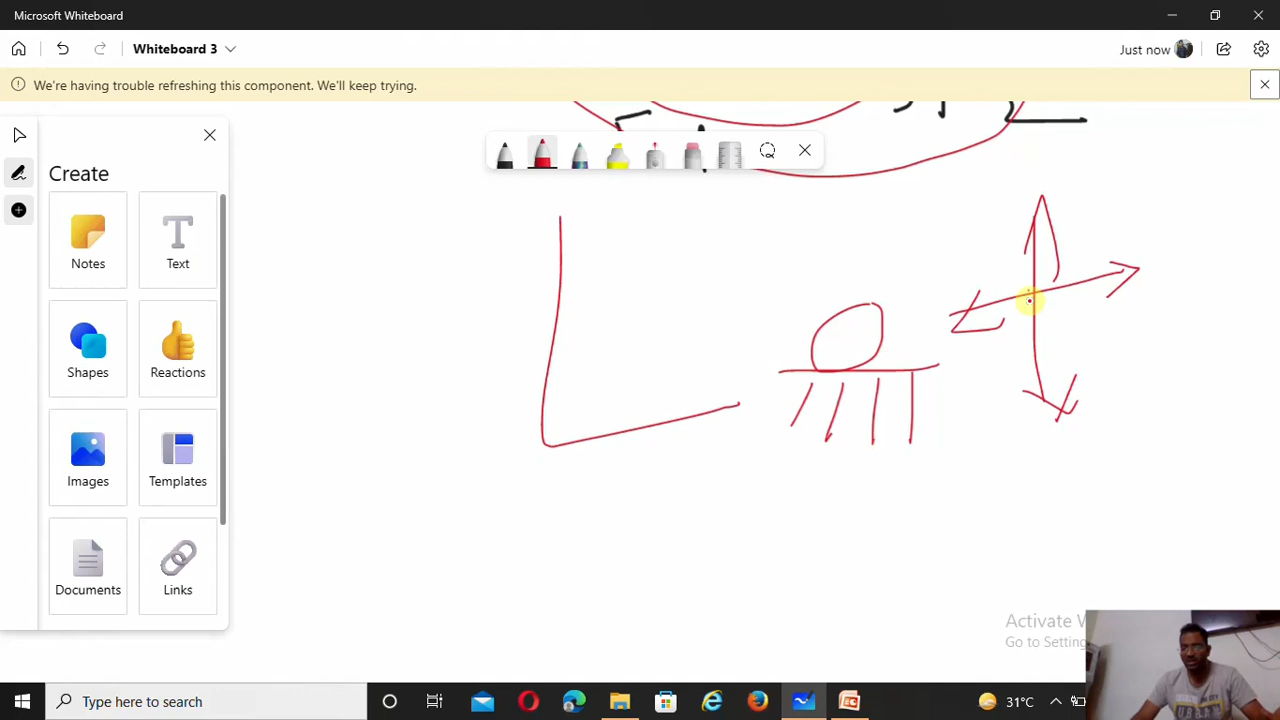 Microsoft Whiteboard
Whiteboard 3
Just now
We're having trouble refreshing this component. We'll keep trying.
Create
Notes
Text
Shapes
Reactions
Images
Templates
Documents
Links
Activate W
Go to Setting
Type here to search
31°C